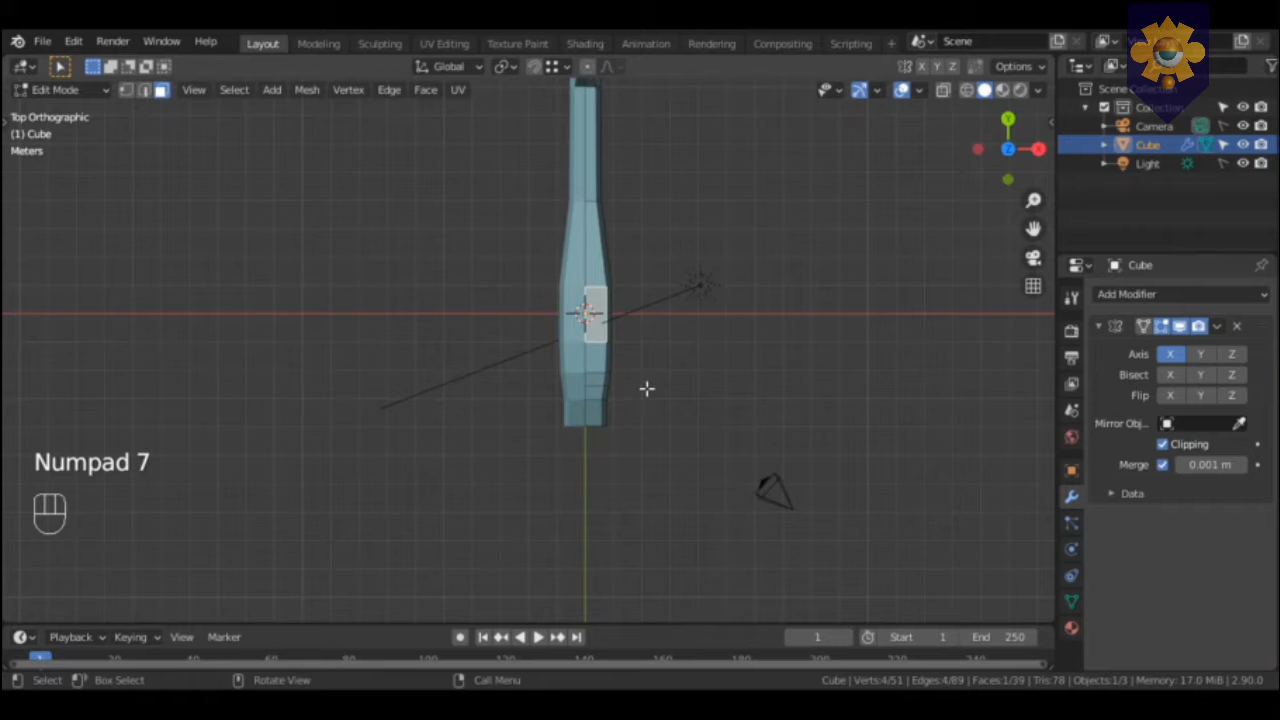 File Edit Render Window Help Layout Modeling Sculpting UV Editing Texture Paint Shading Animation Rendering Compositing Scripting + Scene
Global Options
Edit Mode View Select Add Mesh Vertex Edge Face UV
Top Orthographic
(1) Cube
Meters
Numpad 7
Y
Z
X
Scene Collection
Camera
Cube
Light
Cube
Add Modifier
Axis X Y Z
Bisect X Y Z
Flip X Y Z
Mirror Obj...
Clipping
Merge 0.001 m
Data
Playback Keying View Marker 1 Start 1 End 250
Select Box Select Rotate View Call Menu Cube | Verts:4/51 | Edges:4/89 | Faces:1/39 | Tris:78 | Objects:1/3 | Memory: 17.0 MiB | 2.90.0